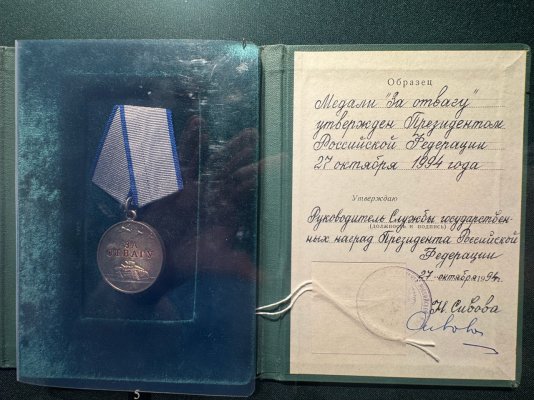 ЗА
ОТВАГУ
5
Образец
Медали "За отвагу"
утвержден Президентом
Российской Федерации
27 октября 1994 года
Утверждаю
Руководитель Службы государствен-
(должность и подпись)
ных наград Президента Российской
Федерации
27 октября 1994г.
Н. Сивова
Сивова